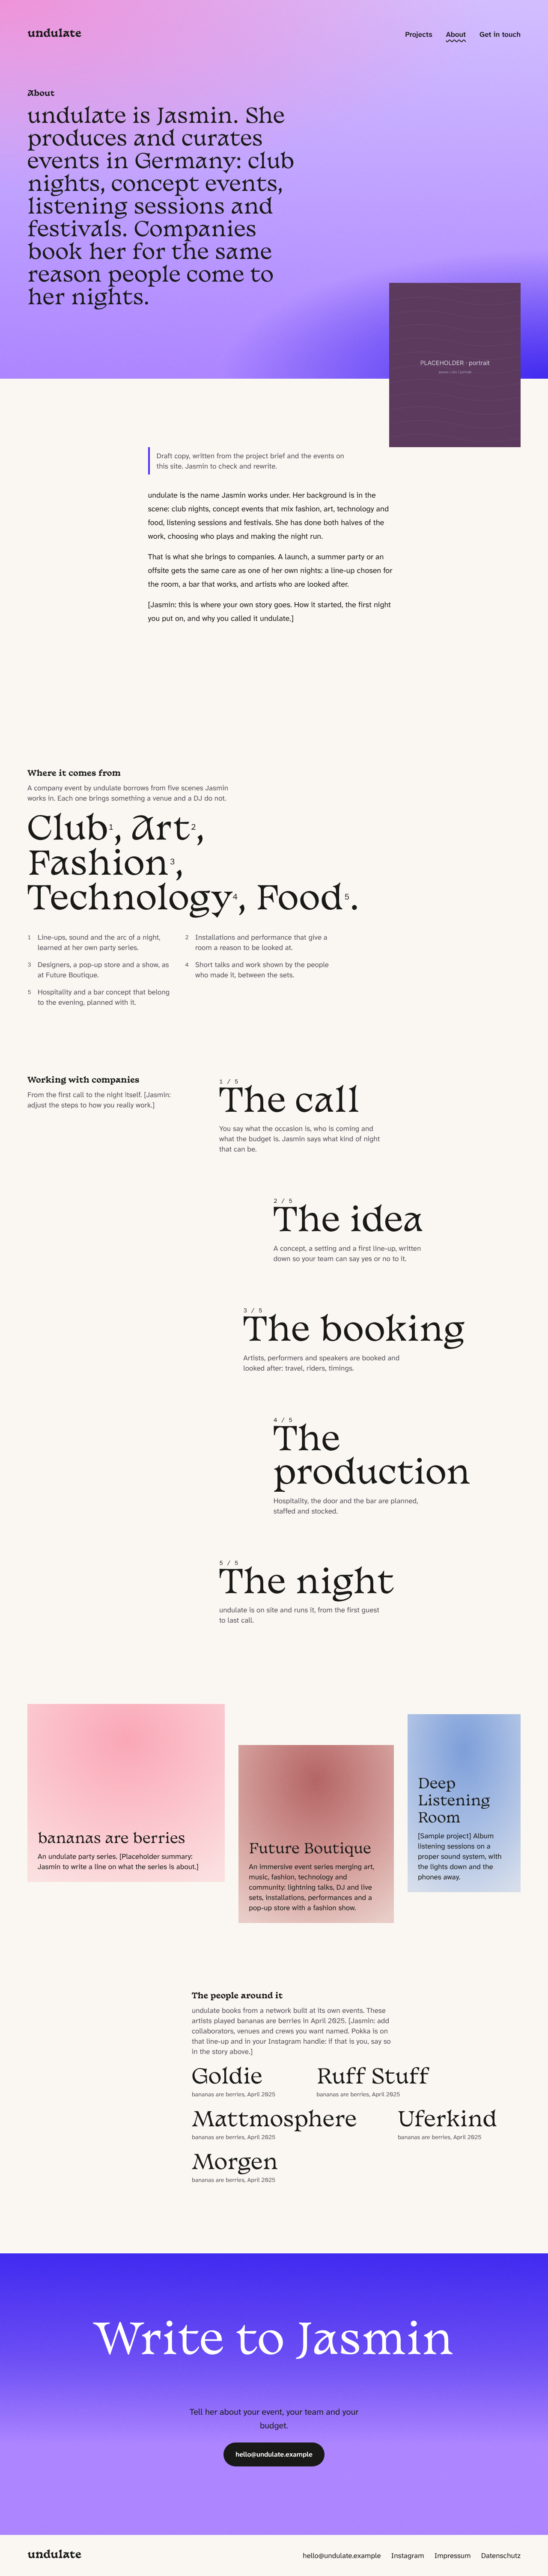 undulate
Projects
About
Get in touch
About
undulate is Jasmin. She
produces and curates
events in Germany: club
nights, concept events,
listening sessions and
festivals. Companies
book her for the same
reason people come to
her nights.
PLACEHOLDER · portrait
Draft copy, written from the project brief and the events on
this site. Jasmin to check and rewrite.
undulate is the name Jasmin works under. Her background is in the
scene: club nights, concept events that mix fashion, art, technology and
food, listening sessions and festivals. She has done both halves of the
work, choosing who plays and making the night run.
That is what she brings to companies. A launch, a summer party or an
offsite gets the same care as one of her own nights: a line-up chosen for
the room, a bar that works, and artists who are looked after.
[Jasmin: this is where your own story goes. How it started, the first night
you put on, and why you called it undulate.]
Where it comes from
A company event by undulate borrows from five scenes Jasmin
works in. Each one brings something a venue and a DJ do not.
Club1, Art2,
Fashion3,
Technology4, Food5.
1 Line-ups, sound and the arc of a night,
learned at her own party series.
2 Installations and performance that give a
room a reason to be looked at.
3 Designers, a pop-up store and a show, as
at Future Boutique.
4 Short talks and work shown by the people
who made it, between the sets.
5 Hospitality and a bar concept that belong
to the evening, planned with it.
Working with companies
From the first call to the night itself. [Jasmin:
adjust the steps to how you really work.]
1 / 5
The call
You say what the occasion is, who is coming and
what the budget is. Jasmin says what kind of night
that can be.
2 / 5
The idea
A concept, a setting and a first line-up, written
down so your team can say yes or no to it.
3 / 5
The booking
Artists, performers and speakers are booked and
looked after: travel, riders, timings.
4 / 5
The
production
Hospitality, the door and the bar are planned,
staffed and stocked.
5 / 5
The night
undulate is on site and runs it, from the first guest
to last call.
bananas are berries
An undulate party series. [Placeholder summary:
Jasmin to write a line on what the series is about.]
Future Boutique
An immersive event series merging art,
music, fashion, technology and
community: lightning talks, DJ and live
sets, installations, performances and a
pop-up store with a fashion show.
Deep
Listening
Room
[Sample project] Album
listening sessions on a
proper sound system, with
the lights down and the
phones away.
The people around it
undulate books from a network built at its own events. These
artists played bananas are berries in April 2025. [Jasmin: add
collaborators, venues and crews you want named. Pokka is on
that line-up and in your Instagram handle: if that is you, say so
in the story above.]
Goldie
bananas are berries, April 2025
Ruff Stuff
bananas are berries, April 2025
Mattmosphere
bananas are berries, April 2025
Uferkind
bananas are berries, April 2025
Morgen
bananas are berries, April 2025
Write to Jasmin
Tell her about your event, your team and your
budget.
hello@undulate.example
undulate
hello@undulate.example
Instagram
Impressum
Datenschutz